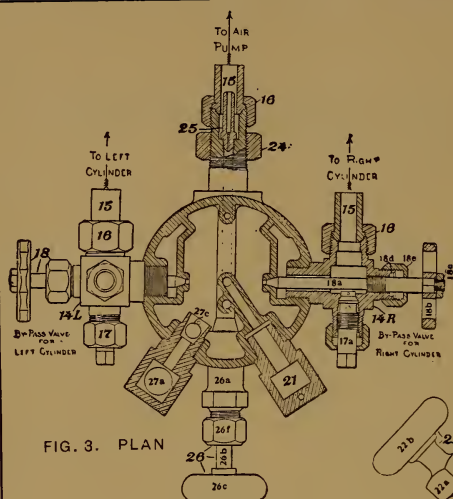 TO AIR
PUMP
15
16
25
24
TO LEFT
CYLINDER
15
16
18
14L
BY-PASS VALVE
FOR
LEFT CYLINDER
17
TO RIGHT
CYLINDER
15
16
18d 18e
18c
18a
18b
14R
17a
BY-PASS VALVE
FOR
RIGHT CYLINDER
27c
27a
21
26a
26f
26
26b
26c
FIG. 3. PLAN
22b
22a